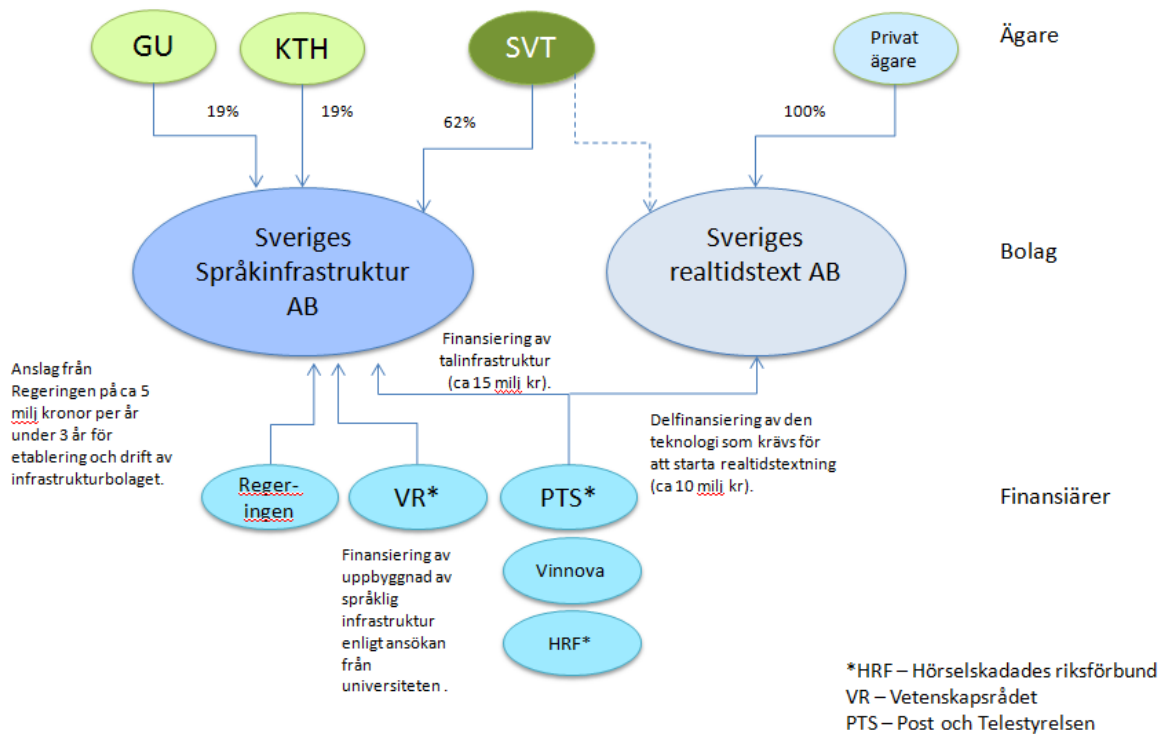 GU
KTH
SVT
Privat
ägare
Ägare
19%
19%
62%
100%
Sveriges
Språkinfrastruktur
AB
Sveriges
realtidstext AB
Bolag
Anslag från
Regeringen på ca 5
milj kronor per år
under 3 år för
etablering och drift av
infrastrukturbolaget.
Finansiering av
talinfrastruktur
(ca 15 milj kr).
Delfinansiering av den
teknologi som krävs för
att starta realtidstextning
(ca 10 milj kr).
Reger-
ingen
VR*
PTS*
Finansiärer
Finansiering av
uppbyggnad av
språklig
infrastruktur
enligt ansökan
från
universiteten .
Vinnova
HRF*
*HRF – Hörselskadades riksförbund
VR – Vetenskapsrådet
PTS – Post och Telestyrelsen